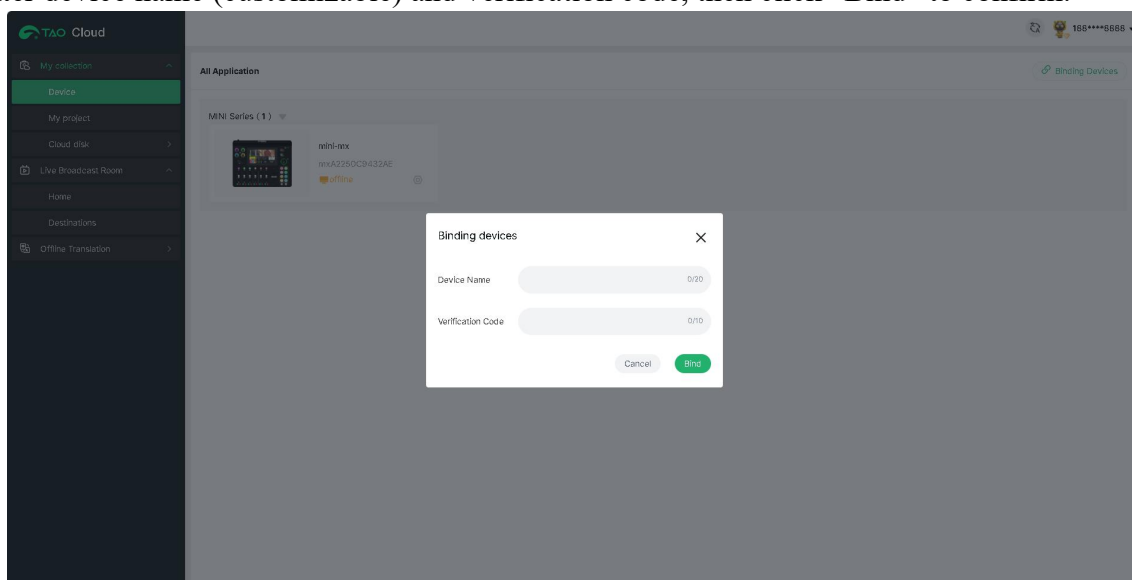 ter device name (customizable) and verification code, then click "Bind" to confirm.
TAO Cloud
166****6666
My collection
All Application
Binding Devices
Device
My project
MINI Series ( 1 )
Cloud disk
mini-mx
mxA2250C9432AE
offline
Live Broadcast Room
Home
Destinations
Offline Translation
Binding devices
Device Name
0/20
Verification Code
0/10
Cancel
Bind